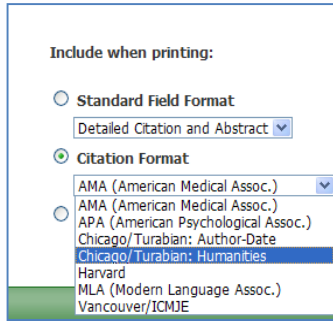 Include when printing:
Standard Field Format
Detailed Citation and Abstract
Citation Format
AMA (American Medical Assoc.)
AMA (American Medical Assoc.)
APA (American Psychological Assoc.)
Chicago/Turabian: Author-Date
Chicago/Turabian: Humanities
Harvard
MLA (Modern Language Assoc.)
Vancouver/ICMJE